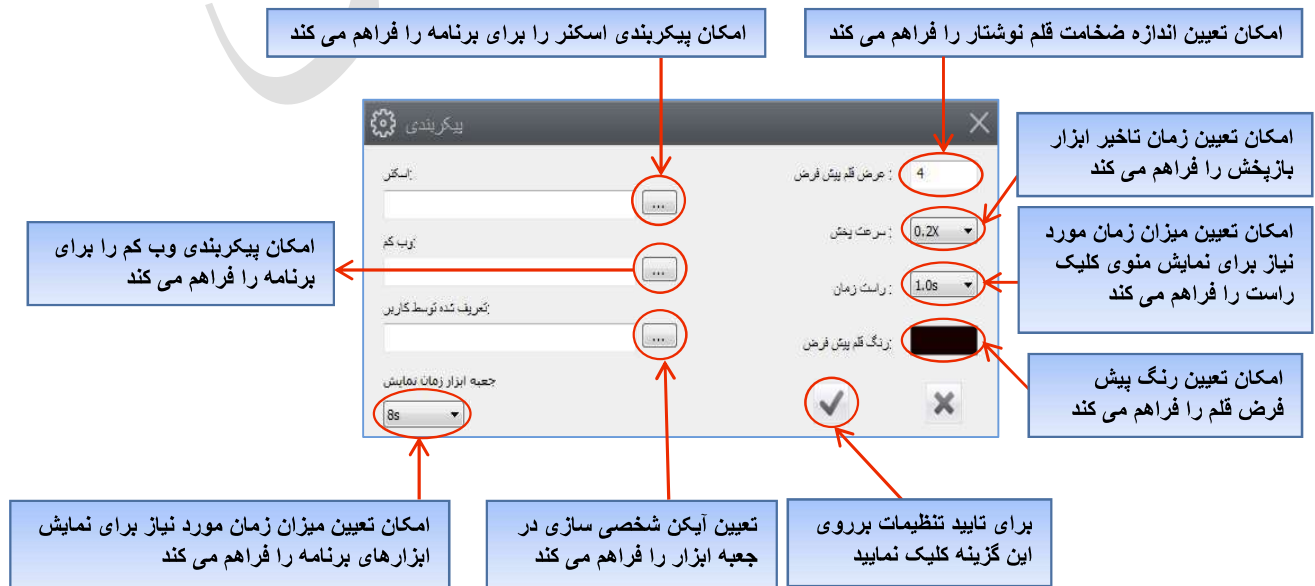 امکان پیکربندی اسکنر را برای برنامه را فراهم می کند
امکان تعیین اندازه ضخامت قلم نوشتار را فراهم می کند
پیکربندی
امکان تعیین زمان تاخیر ابزار
بازپخش را فراهم می کند
امکان تعیین میزان زمان مورد
نیاز برای نمایش منوی کلیک
راست را فراهم می کند
امکان تعیین رنگ پیش
فرض قلم را فراهم می کند
: عرض قلم پیش فرض
4
: سرعت پخش
0.2X
: راست زمان
1.0s
:رنگ قلم پیش فرض
:اسکنر
...
:وب کم
...
:تعریف شده توسط کاربر
...
جعبه ابزار زمان نمایش
8s
امکان پیکربندی وب کم را برای
برنامه را فراهم می کند
برای تایید تنظیمات برروی
این گزینه کلیک نمایید
تعیین آیکن شخصی سازی در
جعبه ابزار را فراهم می کند
امکان تعیین میزان زمان مورد نیاز برای نمایش
ابزارهای برنامه را فراهم می کند